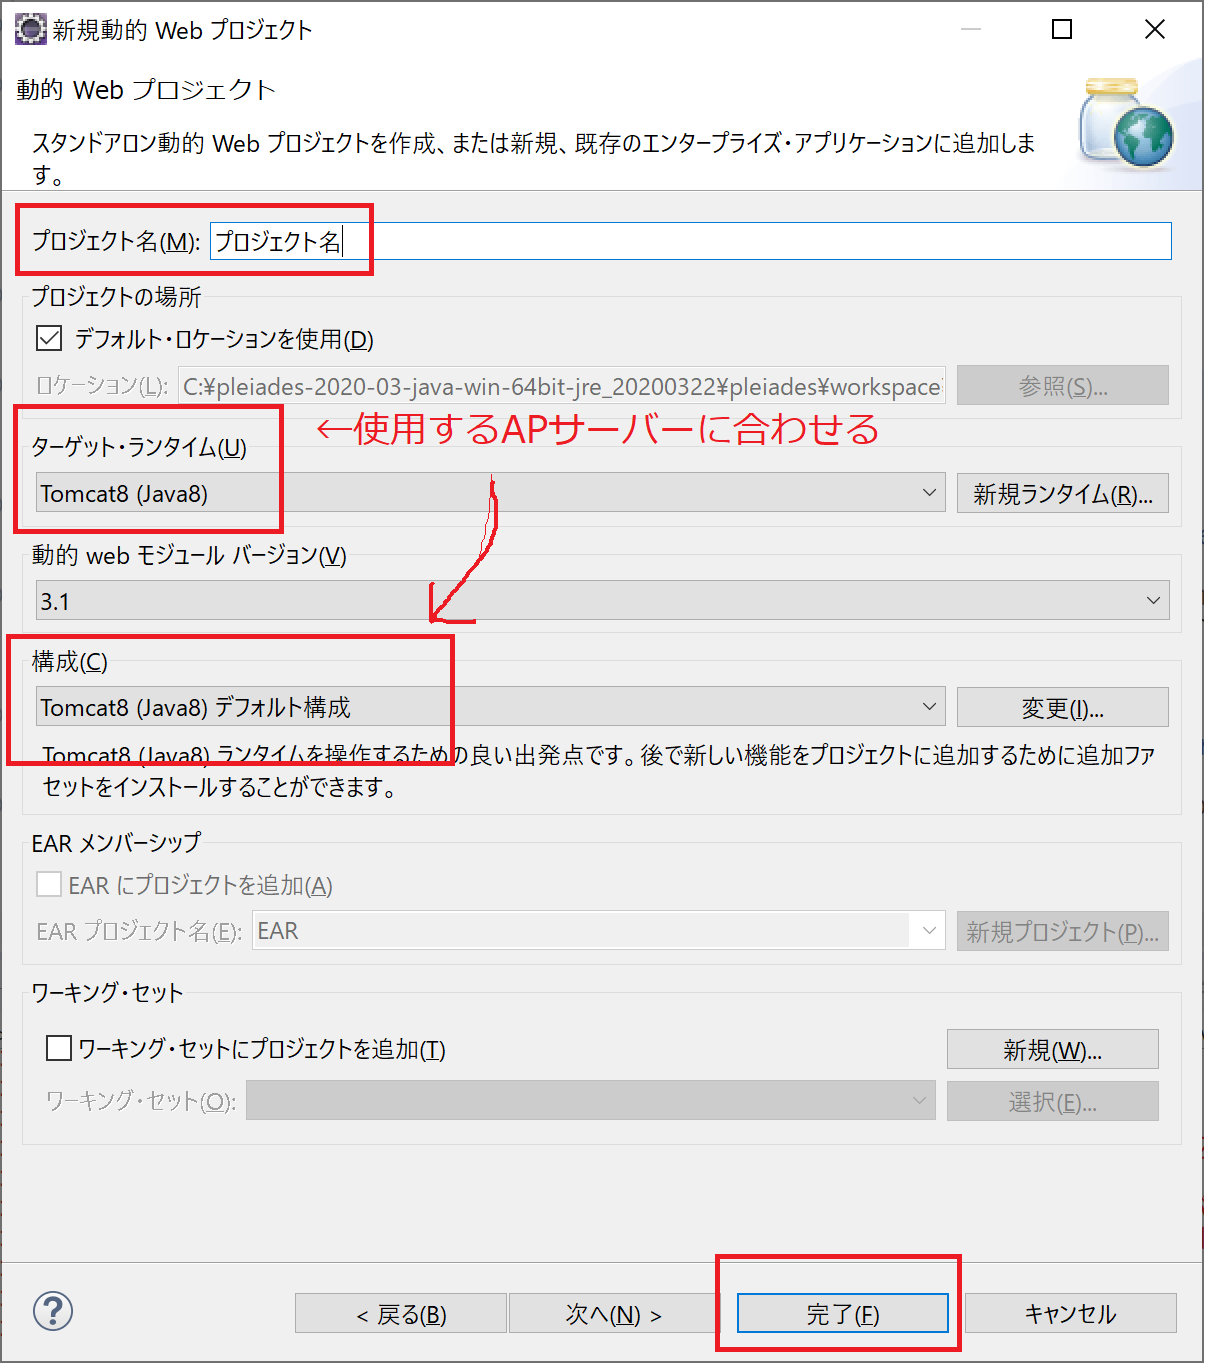 新規動的 Web プロジェクト
動的 Web プロジェクト
スタンドアロン動的 Web プロジェクトを作成、または新規、既存のエンタープライズ・アプリケーションに追加しま
す。
プロジェクト名(M): プロジェクト名
プロジェクトの場所
デフォルト・ロケーションを使用(D)
ロケーション(L): C:¥pleiades-2020-03-java-win-64bit-jre_20200322¥pleiades¥workspace 参照(S)...
←使用するAPサーバーに合わせる
ターゲット・ランタイム(U)
Tomcat8 (Java8) 新規ランタイム(R)...
動的 web モジュール バージョン(V)
3.1
構成(C)
Tomcat8 (Java8) デフォルト構成 変更(I)...
Tomcat8 (Java8) ランタイムを操作するための良い出発点です。後で新しい機能をプロジェクトに追加するために追加ファ
セットをインストールすることができます。
EAR メンバーシップ
EAR にプロジェクトを追加(A)
EAR プロジェクト名(E): EAR 新規プロジェクト(P)...
ワーキング・セット
ワーキング・セットにプロジェクトを追加(T) 新規(W)...
ワーキング・セット(O): 選択(E)...
? < 戻る(B) 次へ(N) > 完了(F) キャンセル